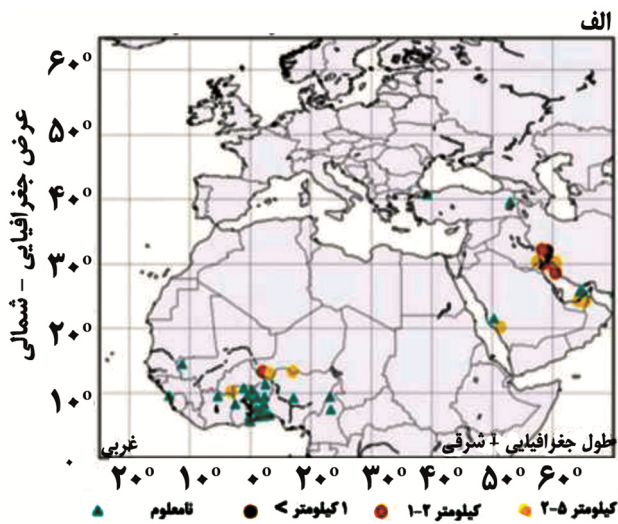 الف
۶۰°
۵۰°
۴۰°
۳۰°
۲۰°
۱۰°
۰
عرض جغرافیایی - شمالی
غربی
طول جغرافیایی + شرقی
۲۰° ۱۰° ۰° ۲۰° ۳۰° ۴۰° ۵۰° ۶۰°
نامعلوم
۱ کیلومتر >
۱-۲ کیلومتر
۲-۵ کیلومتر